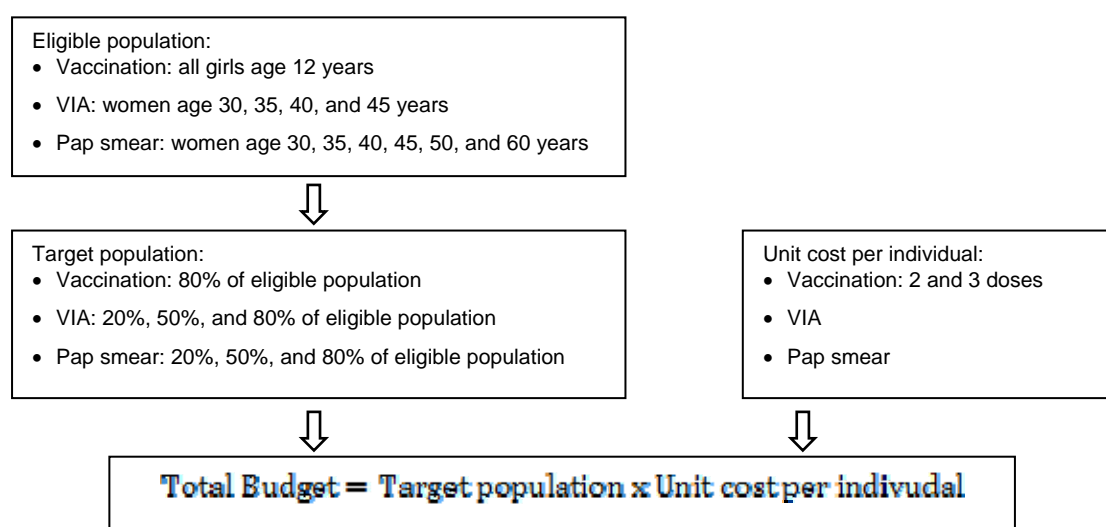 Eligible population:
• Vaccination: all girls age 12 years
• VIA: women age 30, 35, 40, and 45 years
• Pap smear: women age 30, 35, 40, 45, 50, and 60 years
Target population:
• Vaccination: 80% of eligible population
• VIA: 20%, 50%, and 80% of eligible population
• Pap smear: 20%, 50%, and 80% of eligible population
Unit cost per individual:
• Vaccination: 2 and 3 doses
• VIA
• Pap smear
Total Budget = Target population x Unit cost per indivudal